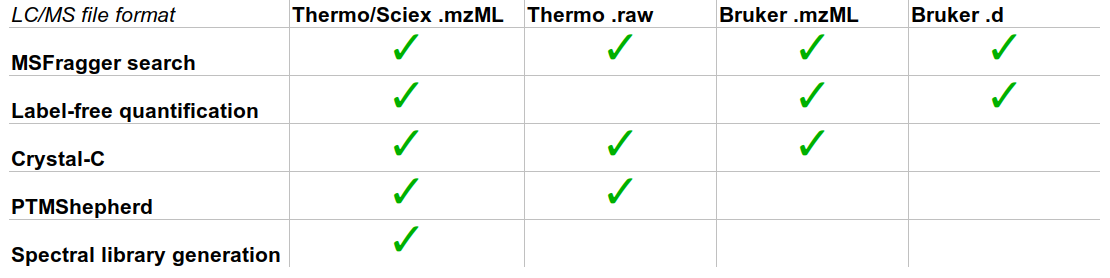 LC/MS file format Thermo/Sciex .mzML Thermo .raw Bruker .mzML Bruker .d
MSFragger search ✓ ✓ ✓ ✓
Label-free quantification ✓ ✓ ✓
Crystal-C ✓ ✓ ✓
PTMShepherd ✓ ✓
Spectral library generation ✓